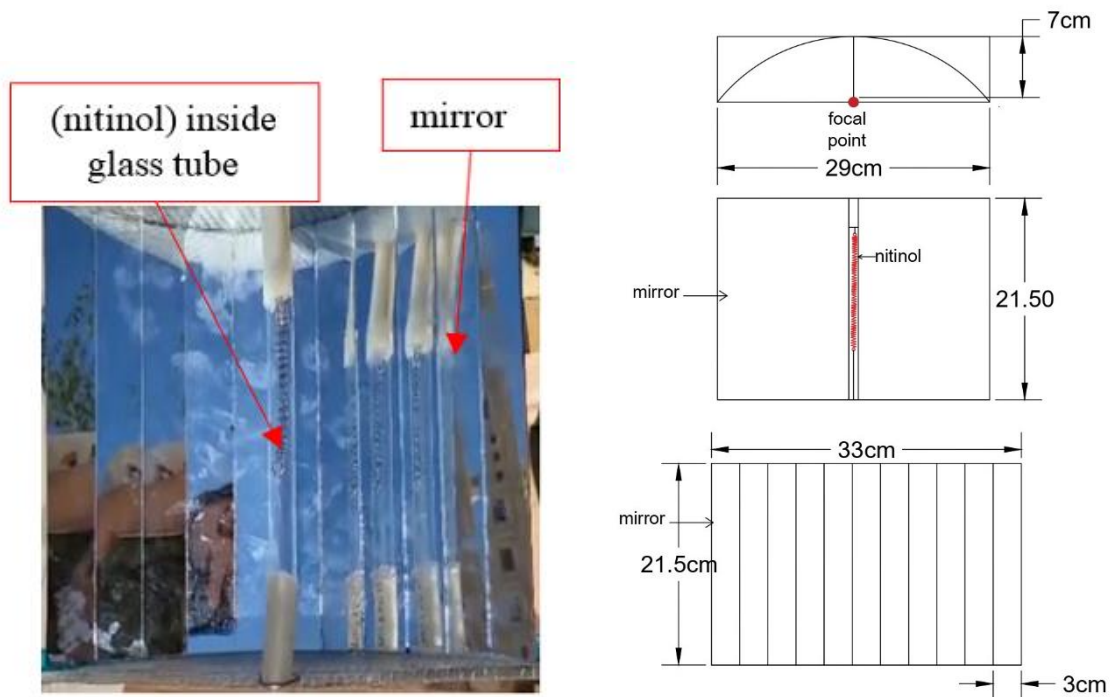 (nitinol) inside
glass tube
mirror
7cm
focal
point
29cm
nitinol
mirror
21.50
33cm
mirror
21.5cm
3cm